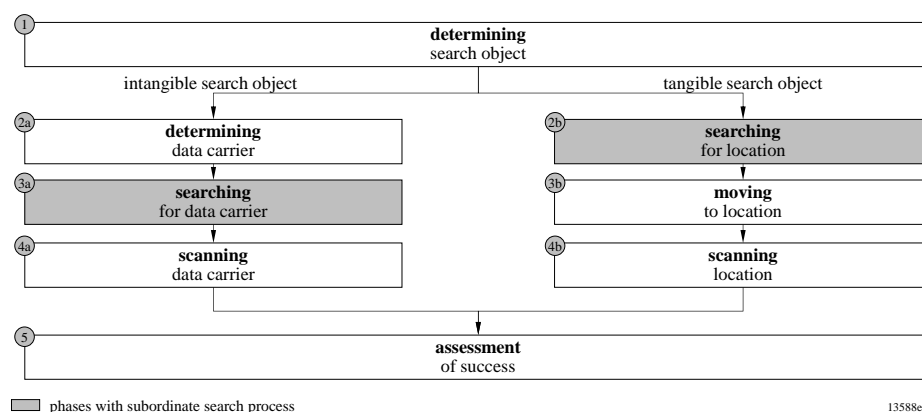 1
determining
search object
intangible search object
tangible search object
2a
determining
data carrier
2b
searching
for location
3a
searching
for data carrier
3b
moving
to location
4a
scanning
data carrier
4b
scanning
location
5
assessment
of success
phases with subordinate search process
13588e